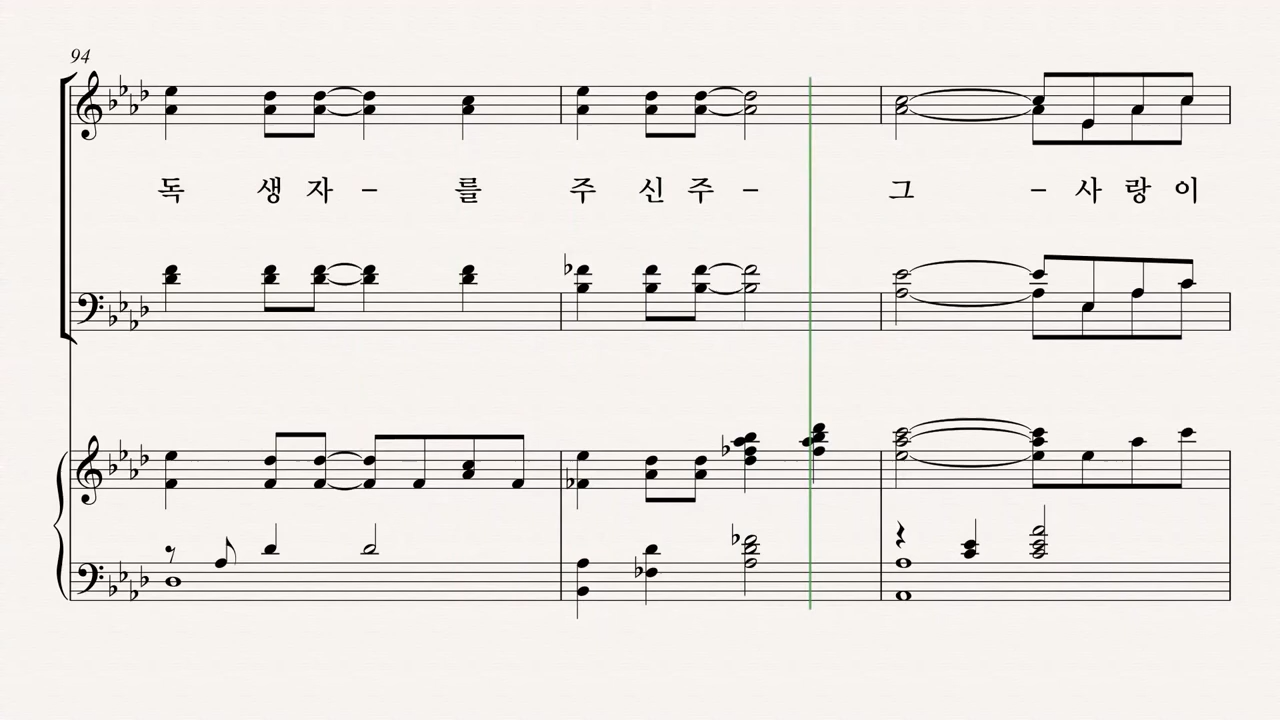 94
독 생 자 – 를 주 신 주 – 그 – 사 랑 이